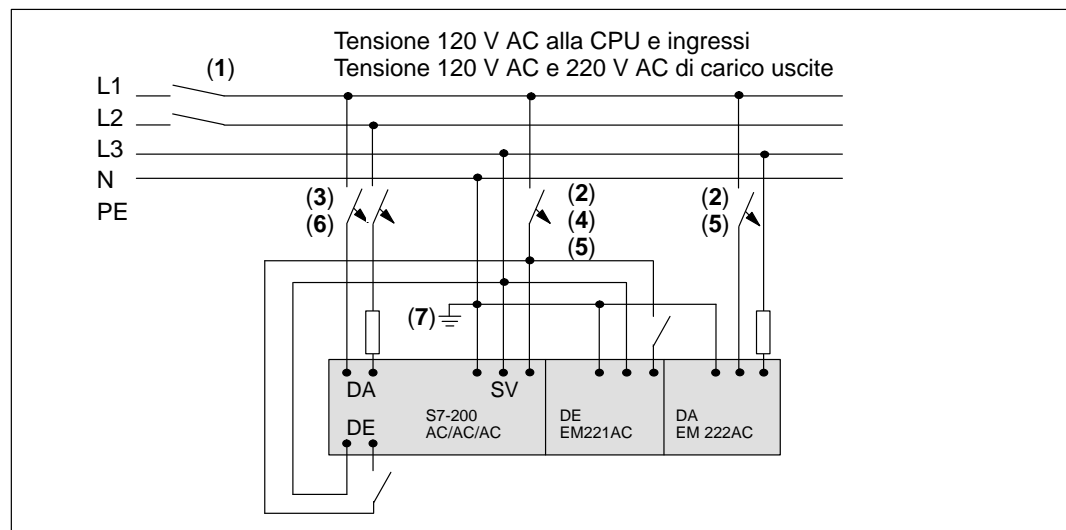 Tensione 120 V AC alla CPU e ingressi
Tensione 120 V AC e 220 V AC di carico uscite
(1)
L1
L2
L3
N
PE
(3)
(6)
(2)
(4)
(5)
(2)
(5)
(7)
DA
SV
DE
S7-200
AC/AC/AC
DE
EM221AC
DA
EM 222AC